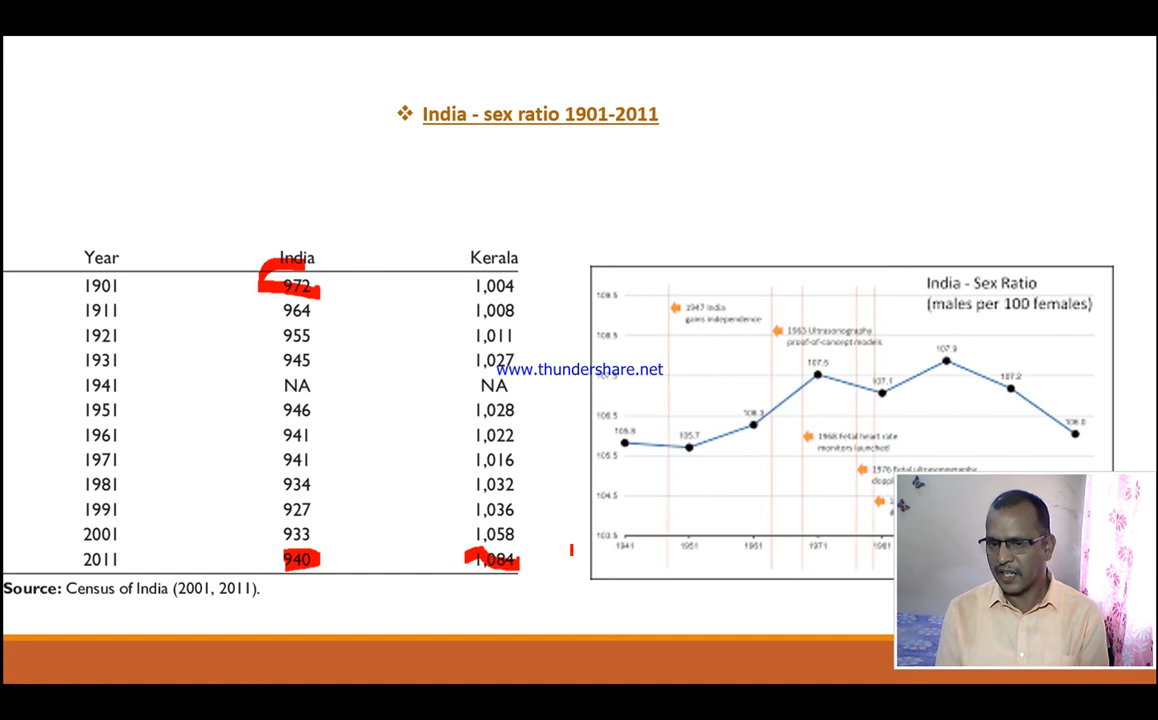 ❖ India - sex ratio 1901-2011
Year India Kerala
1901 972 1,004
1911 964 1,008
1921 955 1,011
1931 945 1,027
1941 NA NA
1951 946 1,028
1961 941 1,022
1971 941 1,016
1981 934 1,032
1991 927 1,036
2001 933 1,058
2011 940 1,084
Source: Census of India (2001, 2011).
www.thundershare.net
India - Sex Ratio
(males per 100 females)
109.5
108.5
106.5
105.5
104.5
103.5
1947 India
gains independence
1963 Ultrasonography
proof-of-concept models
1968 Fetal heart rate
monitors launched
1976 Fetal ultrasonography
105.8
105.7
106.3
107.5
107.1
107.9
107.2
106.0
1941 1951 1961 1971 1981